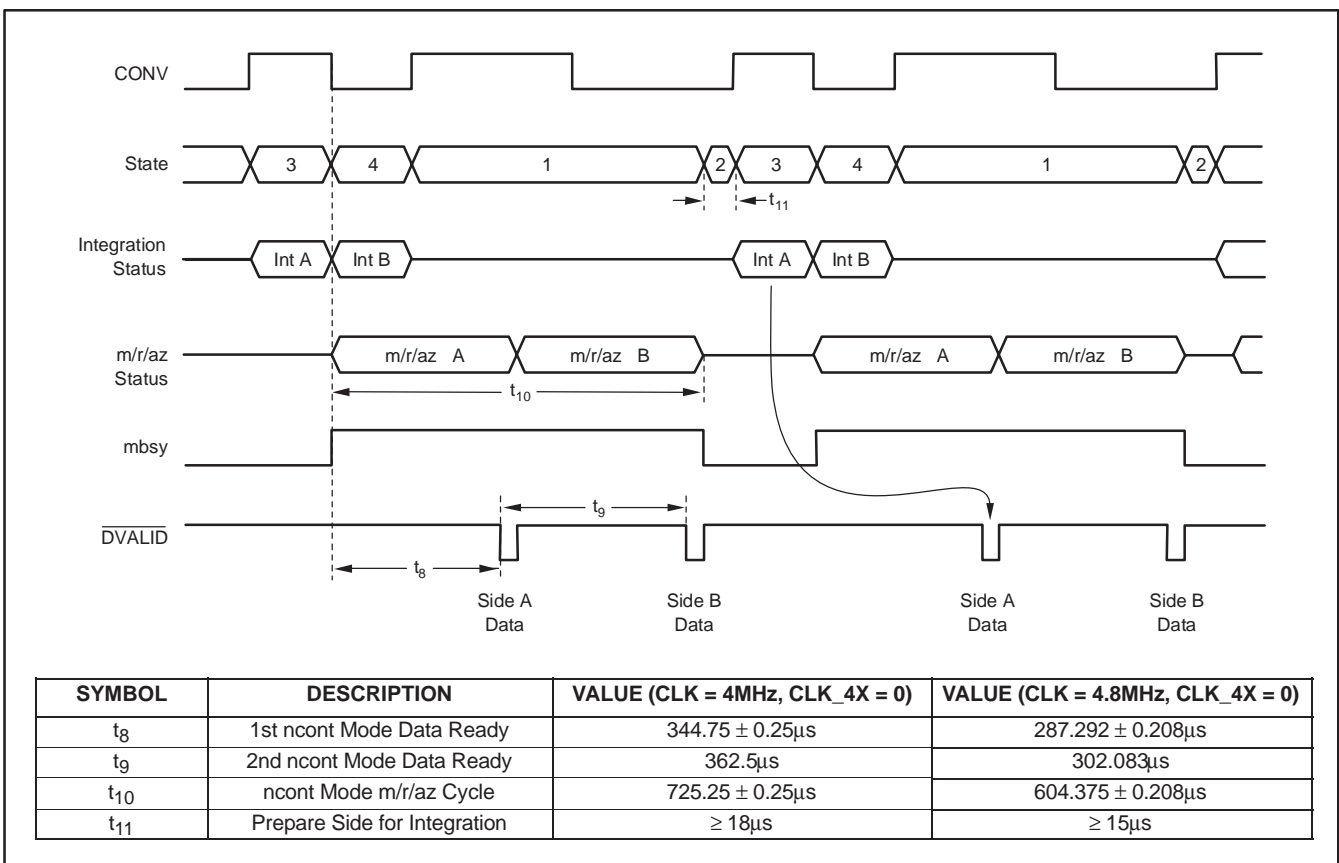 CONV
State
3 4 1 2 3 4 1 2
t11
Integration
Status
Int A Int B Int A Int B
m/r/az
Status
m/r/az A m/r/az B m/r/az A m/r/az B
t10
mbsy
t9
DVALID
t8
Side A
Data
Side B
Data
Side A
Data
Side B
Data
SYMBOL DESCRIPTION VALUE (CLK = 4MHz, CLK_4X = 0) VALUE (CLK = 4.8MHz, CLK_4X = 0)
t8 1st ncont Mode Data Ready 344.75 ± 0.25μs 287.292 ± 0.208μs
t9 2nd ncont Mode Data Ready 362.5μs 302.083μs
t10 ncont Mode m/r/az Cycle 725.25 ± 0.25μs 604.375 ± 0.208μs
t11 Prepare Side for Integration ≥ 18μs ≥ 15μs